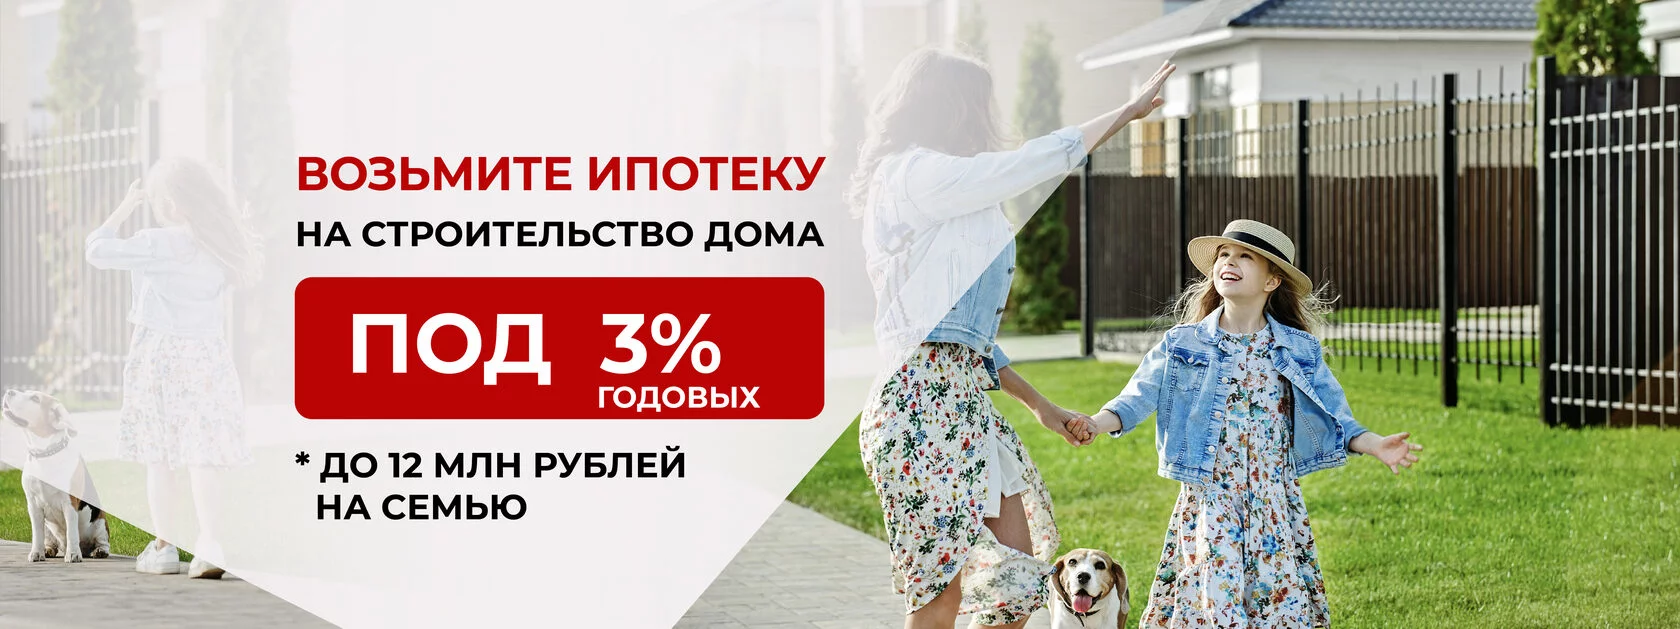 ВОЗЬМИТЕ ИПОТЕКУ
НА СТРОИТЕЛЬСТВО ДОМА
ПОД 3%
ГОДОВЫХ
* ДО 12 МЛН РУБЛЕЙ
НА СЕМЬЮ